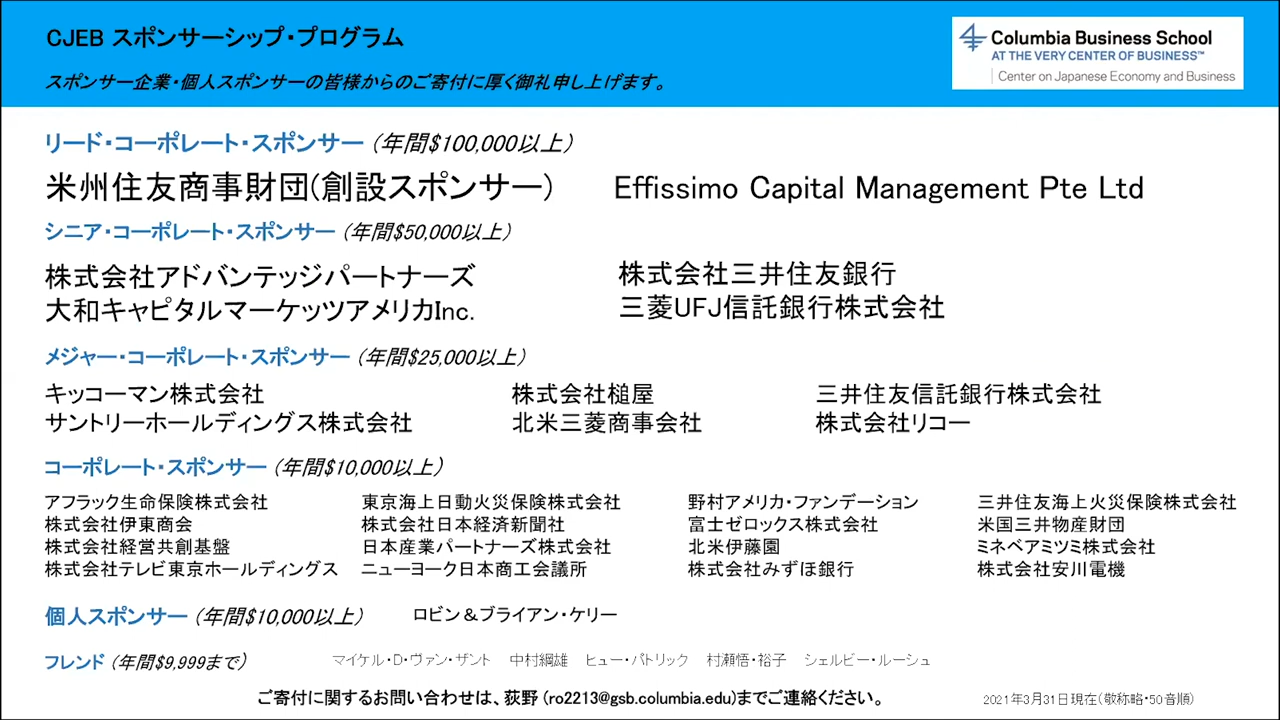 CJEB スポンサーシップ・プログラム
スポンサー企業・個人スポンサーの皆様からのご寄付に厚く御礼申し上げます。
Columbia Business School
AT THE VERY CENTER OF BUSINESS™
Center on Japanese Economy and Business
リード・コーポレート・スポンサー (年間$100,000以上)
米州住友商事財団(創設スポンサー) Effissimo Capital Management Pte Ltd
シニア・コーポレート・スポンサー (年間$50,000以上)
株式会社アドバンテッジパートナーズ 株式会社三井住友銀行
大和キャピタルマーケッツアメリカInc. 三菱UFJ信託銀行株式会社
メジャー・コーポレート・スポンサー (年間$25,000以上)
キッコーマン株式会社 株式会社槌屋 三井住友信託銀行株式会社
サントリーホールディングス株式会社 北米三菱商事会社 株式会社リコー
コーポレート・スポンサー (年間$10,000以上)
アフラック生命保険株式会社 東京海上日動火災保険株式会社 野村アメリカ・ファンデーション 三井住友海上火災保険株式会社
株式会社伊東商会 株式会社日本経済新聞社 富士ゼロックス株式会社 米国三井物産財団
株式会社経営共創基盤 日本産業パートナーズ株式会社 北米伊藤園 ミネベアミツミ株式会社
株式会社テレビ東京ホールディングス ニューヨーク日本商工会議所 株式会社みずほ銀行 株式会社安川電機
個人スポンサー (年間$10,000以上) ロビン＆ブライアン・ケリー
フレンド (年間$9,999まで) マイケル・D・ヴァン・ザント 中村綱雄 ヒュー・パトリック 村瀬悟・裕子 シェルビー・ルーシュ
ご寄付に関するお問い合わせは、荻野 (ro2213@gsb.columbia.edu)までご連絡ください。 2021年3月31日現在(敬称略・50音順)